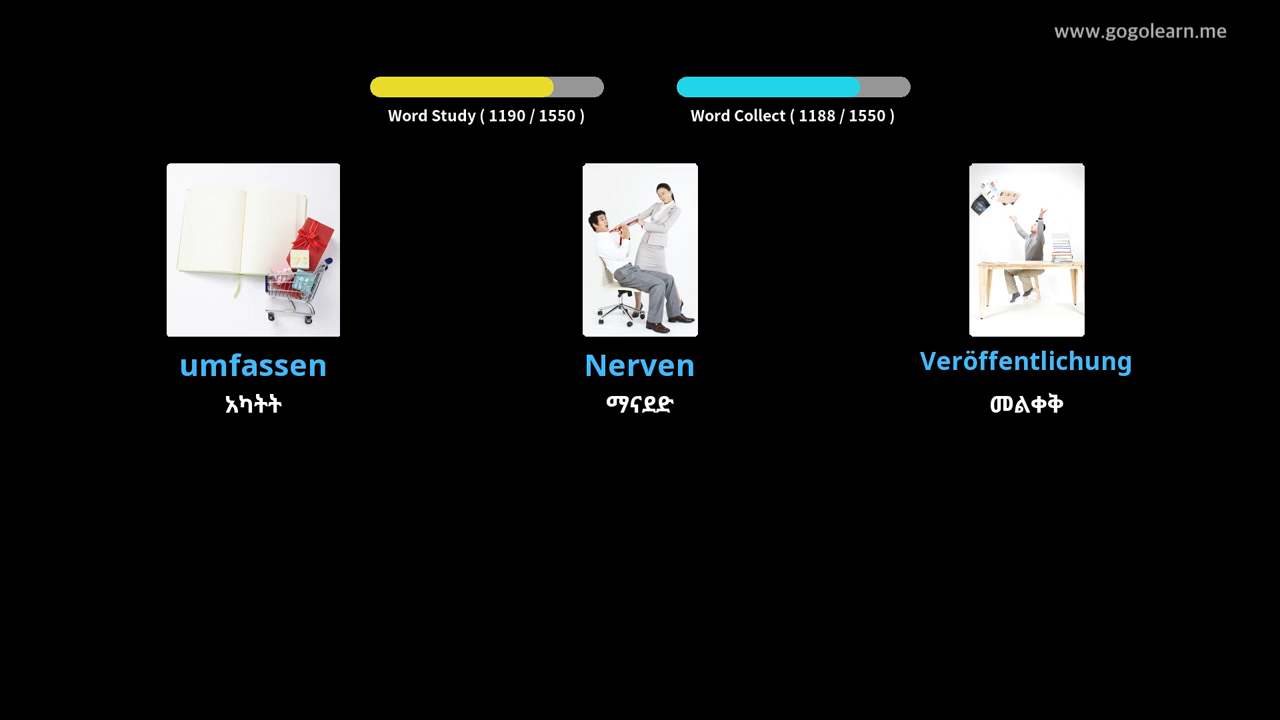 www.gogolearn.me
Word Study ( 1190 / 1550 )
Word Collect ( 1188 / 1550 )
umfassen
Nerven
Veröffentlichung
አካትት
ማናደድ
መልቀቅ